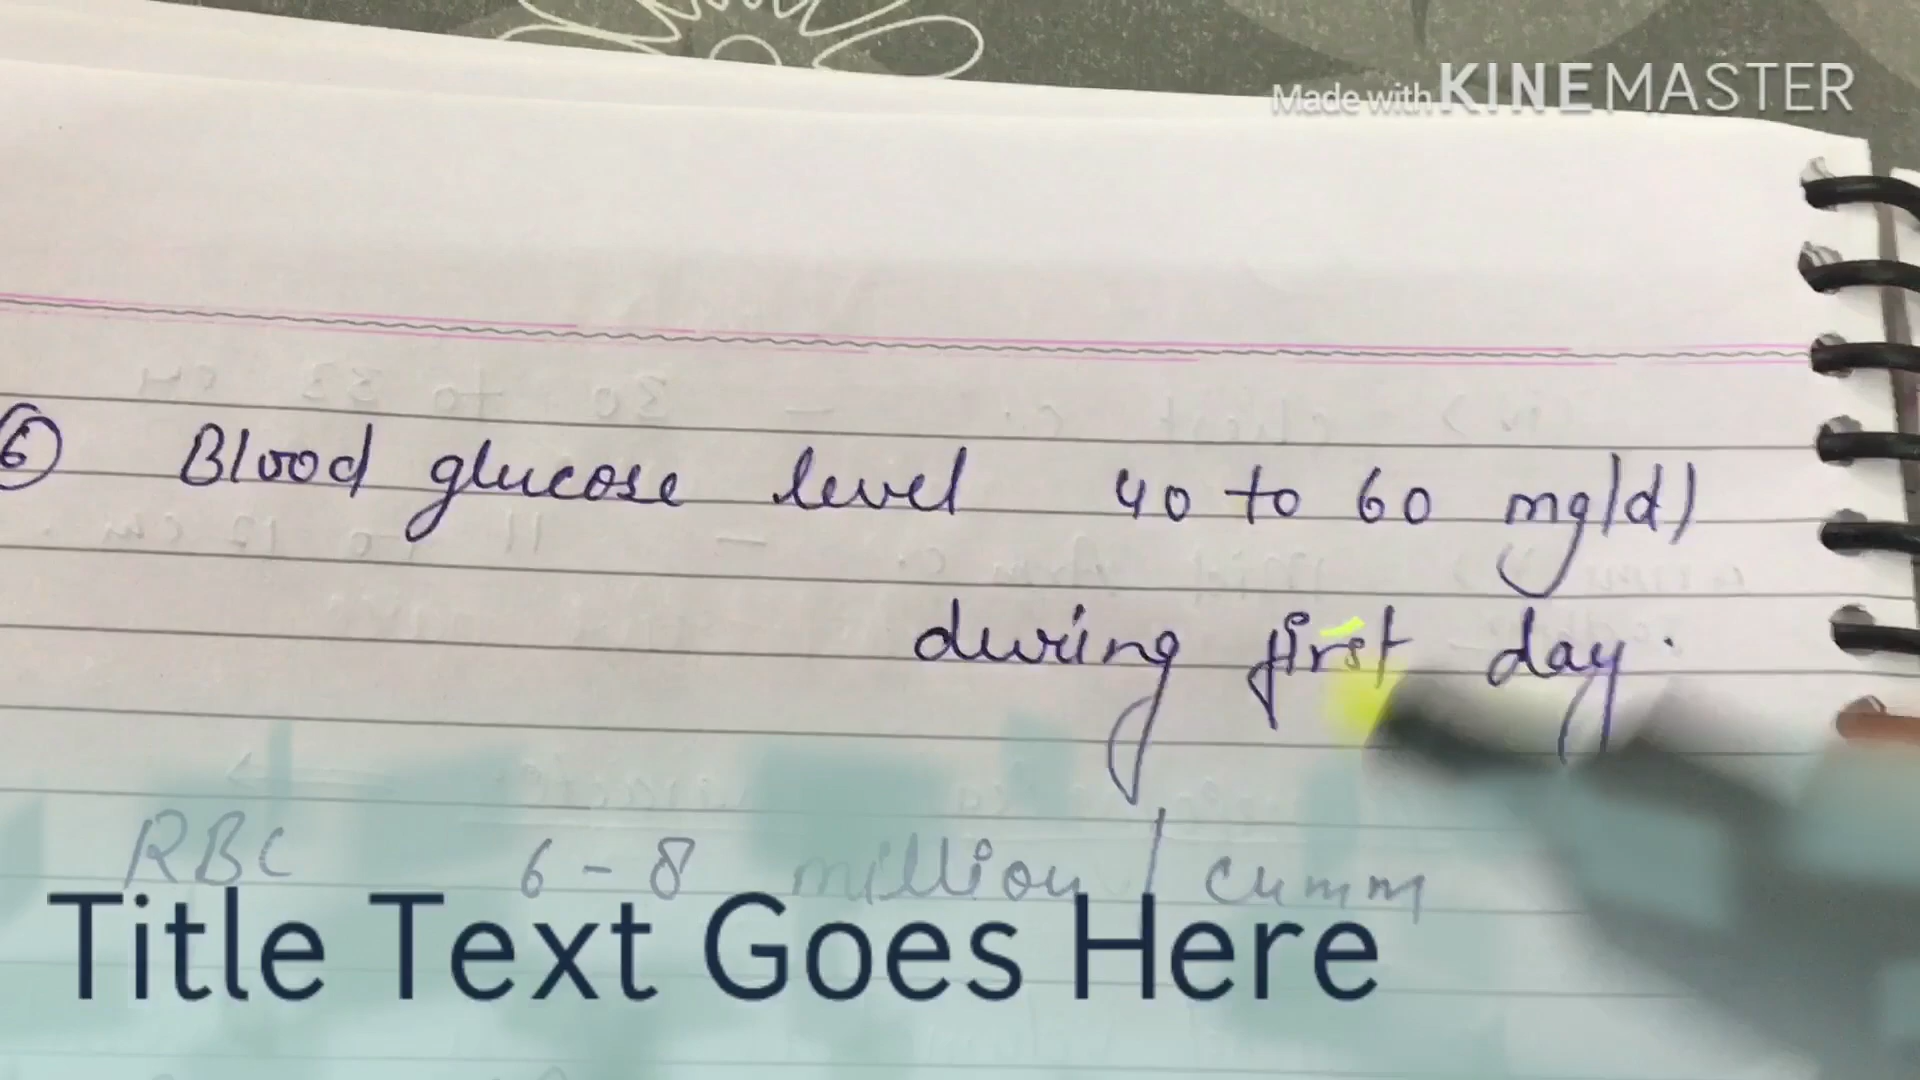 Made with KINEMASTER
6 Blood glucose level 40 to 60 mg/dl
during first day.
RBC 6 - 8 million / cumm
Title Text Goes Here